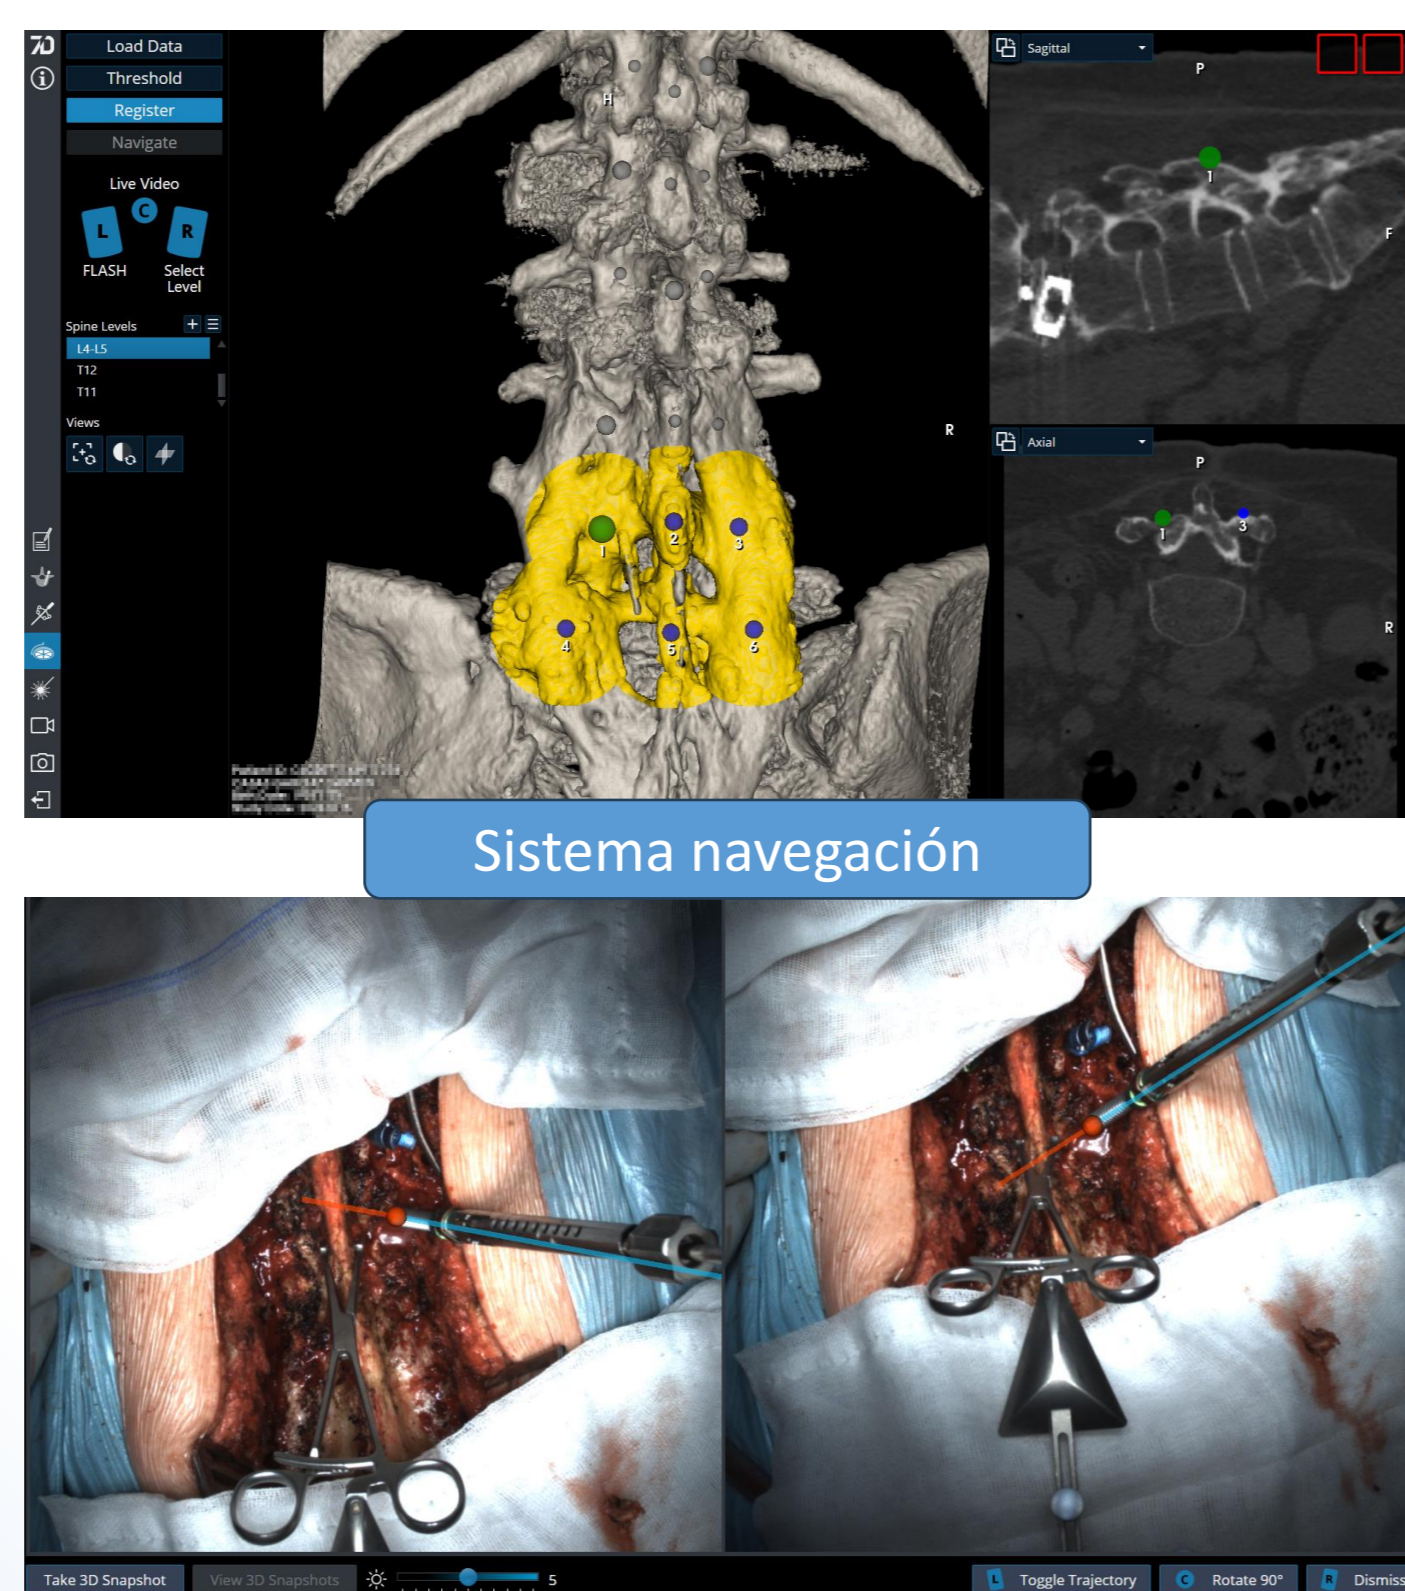 7D
Load Data
Threshold
Register
Navigate
Live Video
L
C
R
FLASH
Select
Level
Spine Levels
L4-L5
T12
T11
Views
H
R
1
2
3
4
5
6
Sagittal
P
1
F
Axial
P
1
3
R
Sistema navegación
Take 3D Snapshot
View 3D Snapshots
5
L Toggle Trajectory
C Rotate 90°
R Dismiss